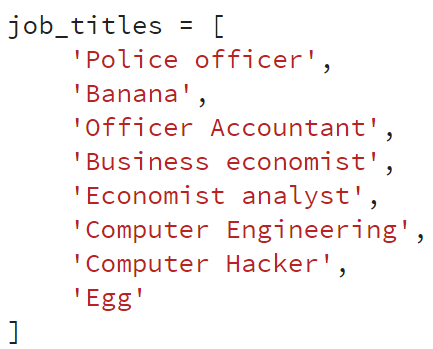 job_titles = [
    'Police officer',
    'Banana',
    'Officer Accountant',
    'Business economist',
    'Economist analyst',
    'Computer Engineering',
    'Computer Hacker',
    'Egg'
]